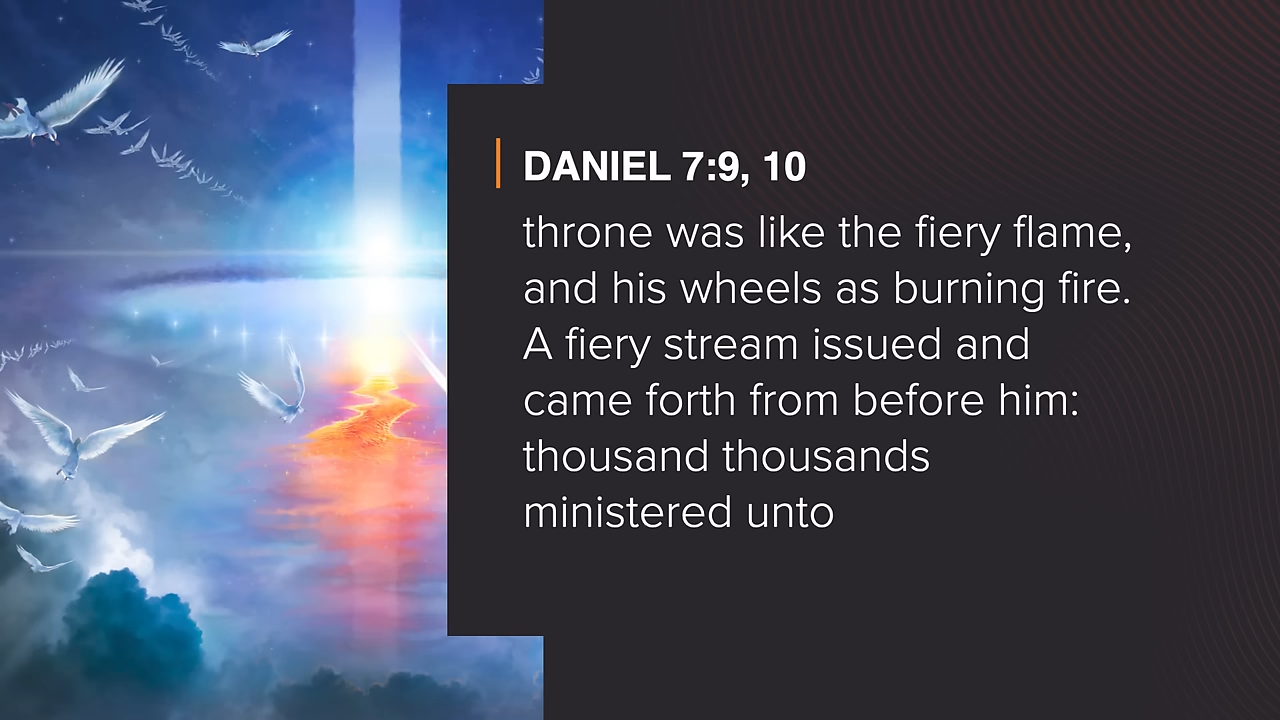 DANIEL 7:9, 10
throne was like the fiery flame,
and his wheels as burning fire.
A fiery stream issued and
came forth from before him:
thousand thousands
ministered unto